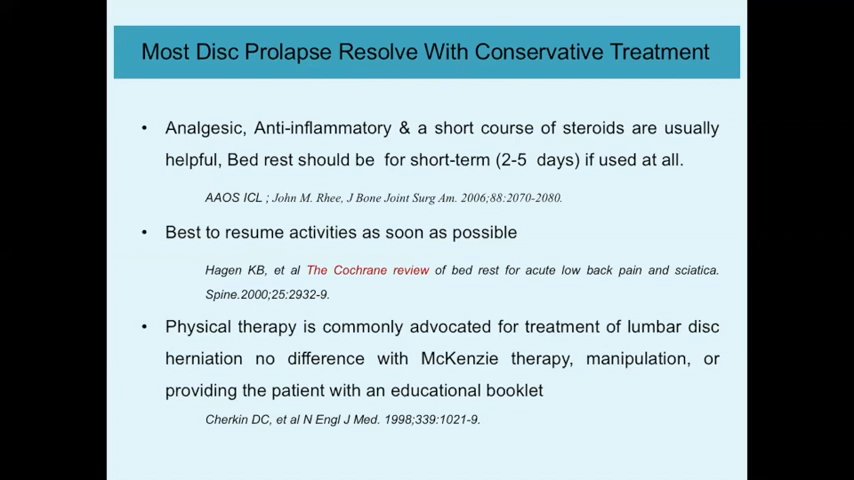 Most Disc Prolapse Resolve With Conservative Treatment
• Analgesic, Anti-inflammatory & a short course of steroids are usually
helpful, Bed rest should be for short-term (2-5 days) if used at all.
AAOS ICL ; John M. Rhee, J Bone Joint Surg Am. 2006;88:2070-2080.
• Best to resume activities as soon as possible
Hagen KB, et al The Cochrane review of bed rest for acute low back pain and sciatica.
Spine.2000;25:2932-9.
• Physical therapy is commonly advocated for treatment of lumbar disc
herniation no difference with McKenzie therapy, manipulation, or
providing the patient with an educational booklet
Cherkin DC, et al N Engl J Med. 1998;339:1021-9.